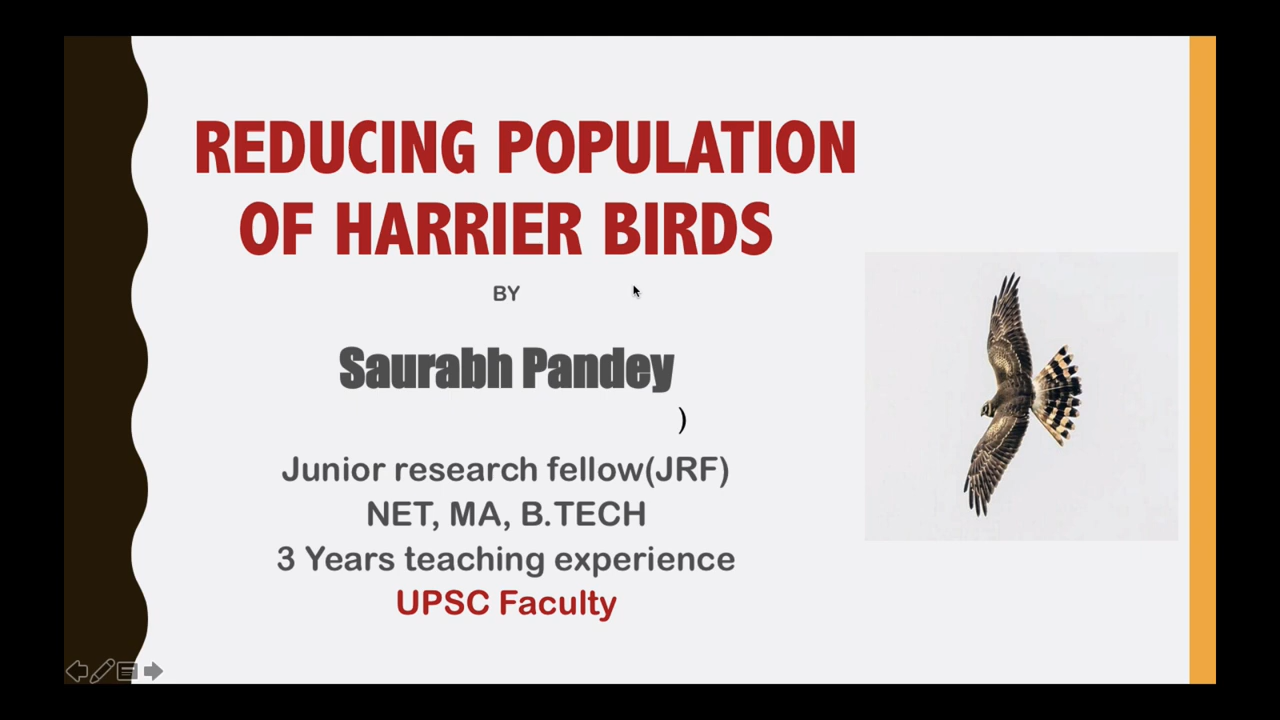 REDUCING POPULATION
OF HARRIER BIRDS
BY
Saurabh Pandey
)
Junior research fellow(JRF)
NET, MA, B.TECH
3 Years teaching experience
UPSC Faculty